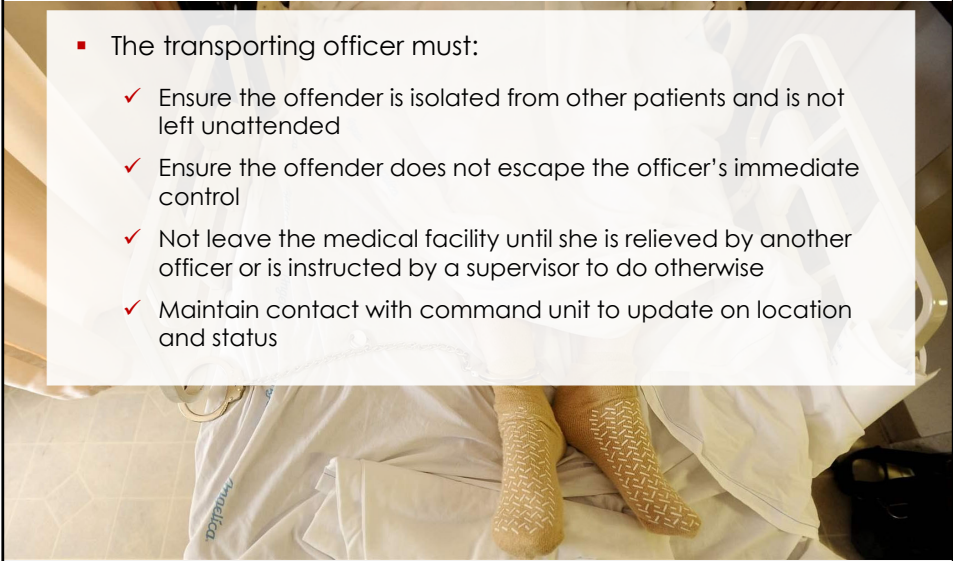 ▪ The transporting officer must:
✓ Ensure the offender is isolated from other patients and is not
left unattended
✓ Ensure the offender does not escape the officer’s immediate
control
✓ Not leave the medical facility until she is relieved by another
officer or is instructed by a supervisor to do otherwise
✓ Maintain contact with command unit to update on location
and status